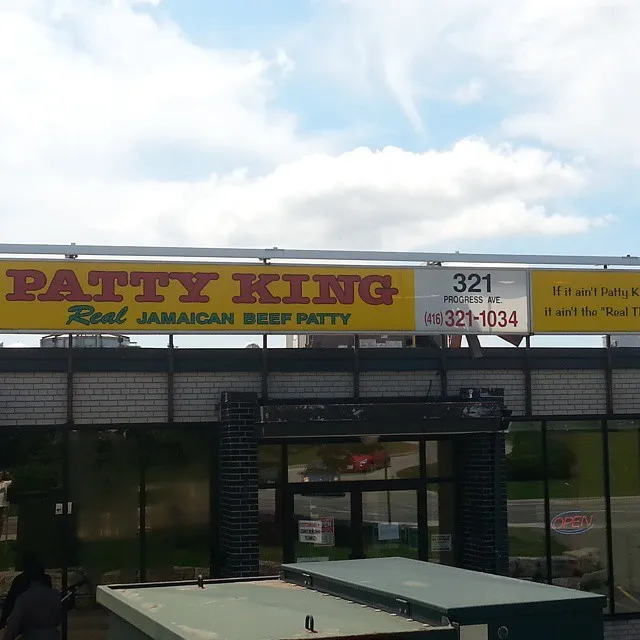 PATTY KING
Real JAMAICAN BEEF PATTY
321
PROGRESS AVE.
(416) 321-1034
If it ain't Patty K
it ain't the "Real T
OPEN